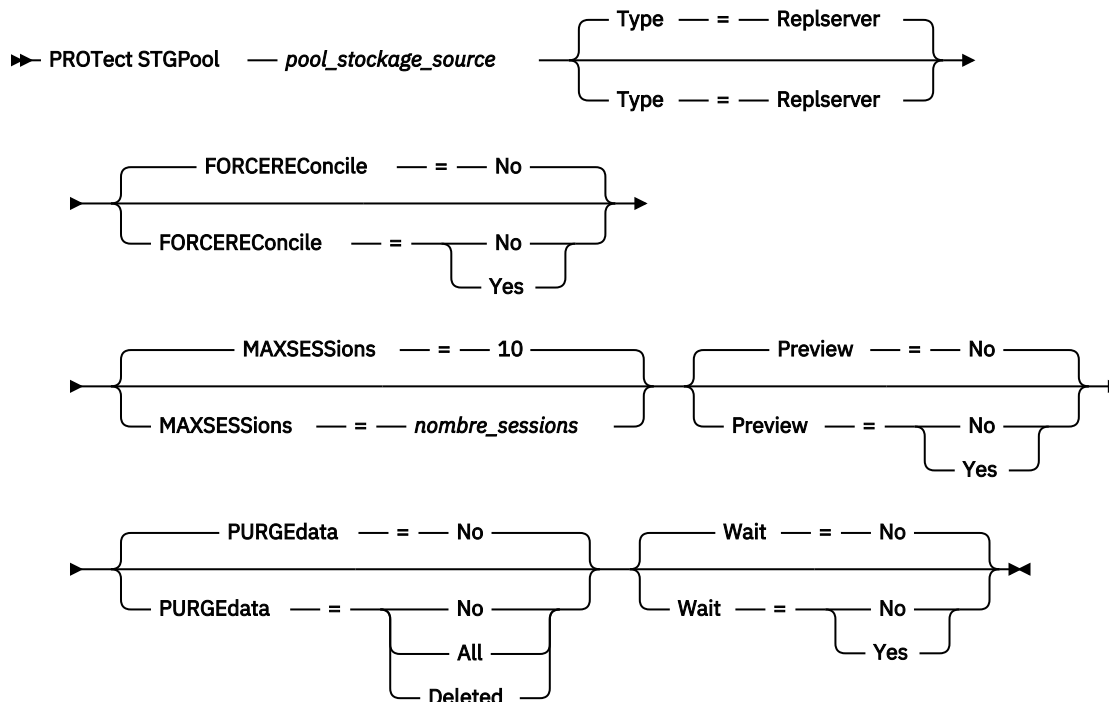 Type = Replserver
PROTect STGPool pool_stockage_source
Type = Replserver
FORCEREConcile = No
FORCEREConcile = No
Yes
MAXSESSions = 10 Preview = No
MAXSESSions = nombre_sessions Preview = No
Yes
PURGEdata = No Wait = No
PURGEdata = No Wait = No
All Yes
Deleted